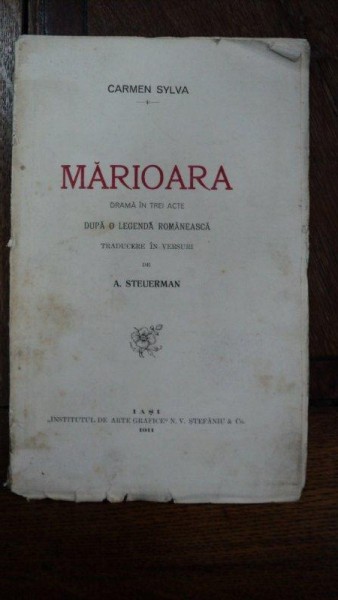 CARMEN SYLVA
MĂRIOARA
DRAMĂ ÎN TREI ACTE
DUPĂ O LEGENDĂ ROMÂNEASCĂ
TRADUCERE ÎN VERSURI
DE
A. STEUERMAN
IAȘI
„INSTITUTUL DE ARTE GRAFICE" N. V. ȘTEFĂNIU & Co.
1911